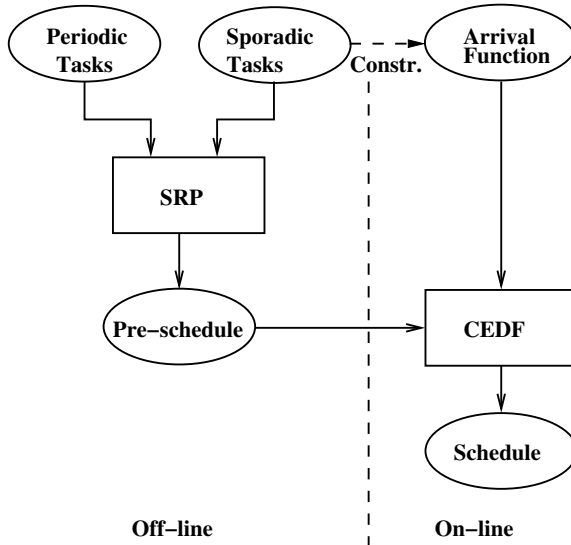 Periodic
Tasks
Sporadic
Tasks
Constr.
Arrival
Function
SRP
Pre-schedule
CEDF
Schedule
Off-line
On-line